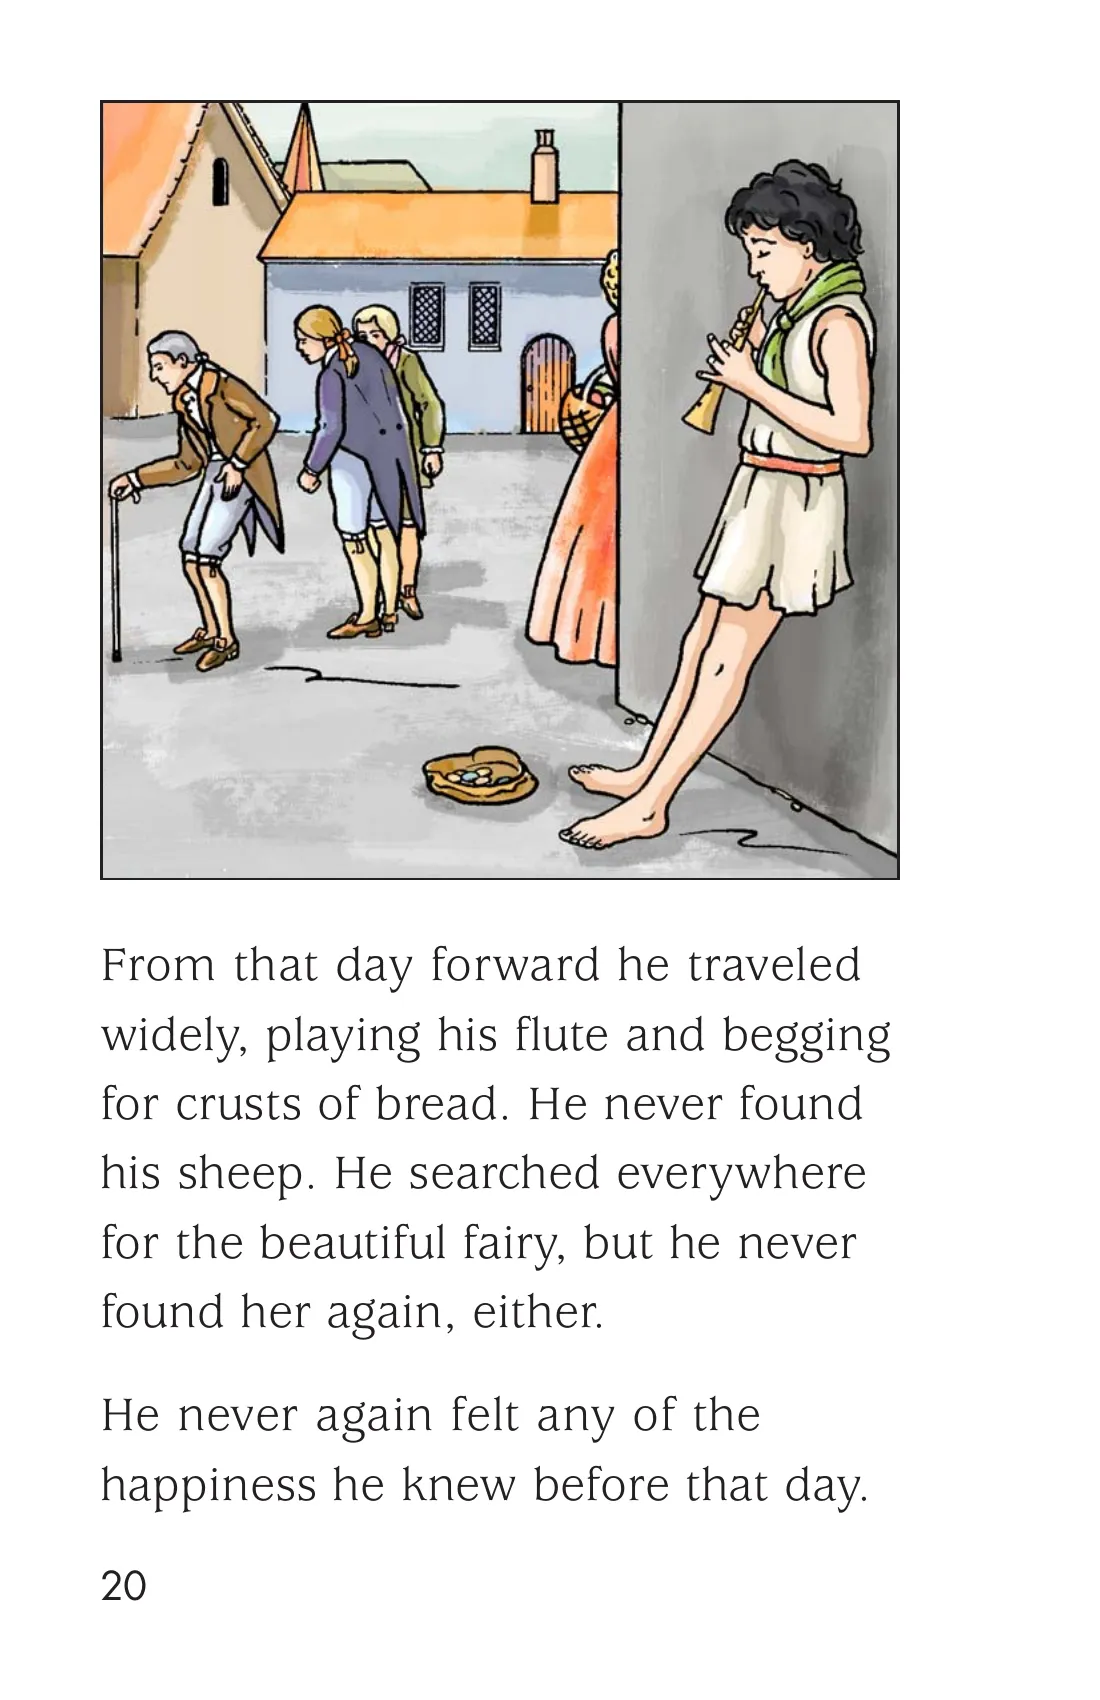 From that day forward he traveled
widely, playing his flute and begging
for crusts of bread. He never found
his sheep. He searched everywhere
for the beautiful fairy, but he never
found her again, either.
He never again felt any of the
happiness he knew before that day.
20